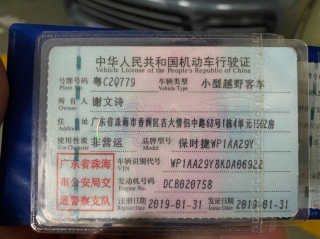 中华人民共和国机动车行驶证
Vehicle License of the People's Republic of China
号牌号码 粤C2Q779 车辆类型 小型越野客车
Plate No. Vehicle Type
所有人 谢文诗
Owner
住址 广东省珠海市香洲区吉大情侣中路68号1栋4单元1502房
Address
使用性质 非营运 品牌型号 保时捷WP1AA29Y
Use Character Model
广东省珠海 车辆识别代号 WP1AA29Y8KDA06922
VIN
市公安局交 发动机号码 DCB020758
Engine No.
通警察支队 注册日期 2019-01-31 发证日期 2019-01-31
Register Date Issue Date